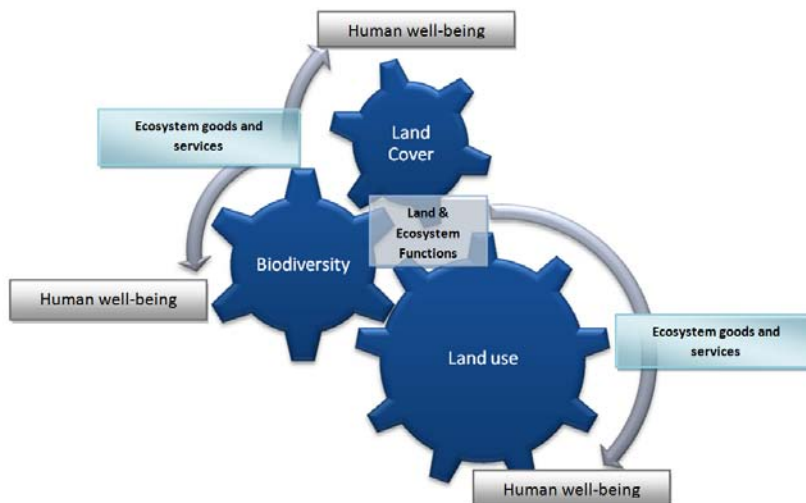 Human well-being
Ecosystem goods and
services
Land
Cover
Land &
Ecosystem
Functions
Biodiversity
Human well-being
Ecosystem goods and
services
Land use
Human well-being